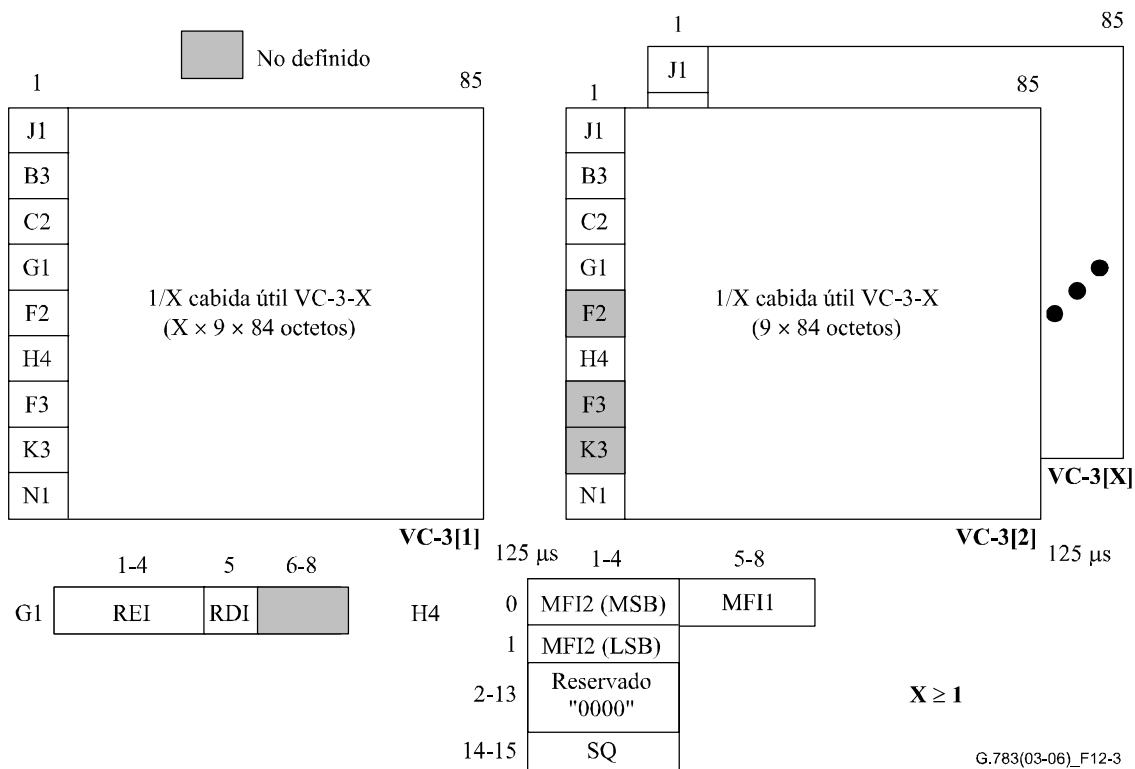 No definido
1
85
J1
B3
C2
G1
F2
H4
F3
K3
N1
1/X cabida útil VC-3-X
(X × 9 × 84 octetos)
VC-3[1]
125 µs
1
85
J1
1
85
J1
B3
C2
G1
F2
H4
F3
K3
N1
1/X cabida útil VC-3-X
(9 × 84 octetos)
VC-3[X]
VC-3[2]
125 µs
1-4 5 6-8
G1 REI RDI
1-4 5-8
H4 0 MFI2 (MSB) MFI1
1 MFI2 (LSB)
2-13 Reservado
"0000"
14-15 SQ
X ≥ 1
G.783(03-06)_F12-3